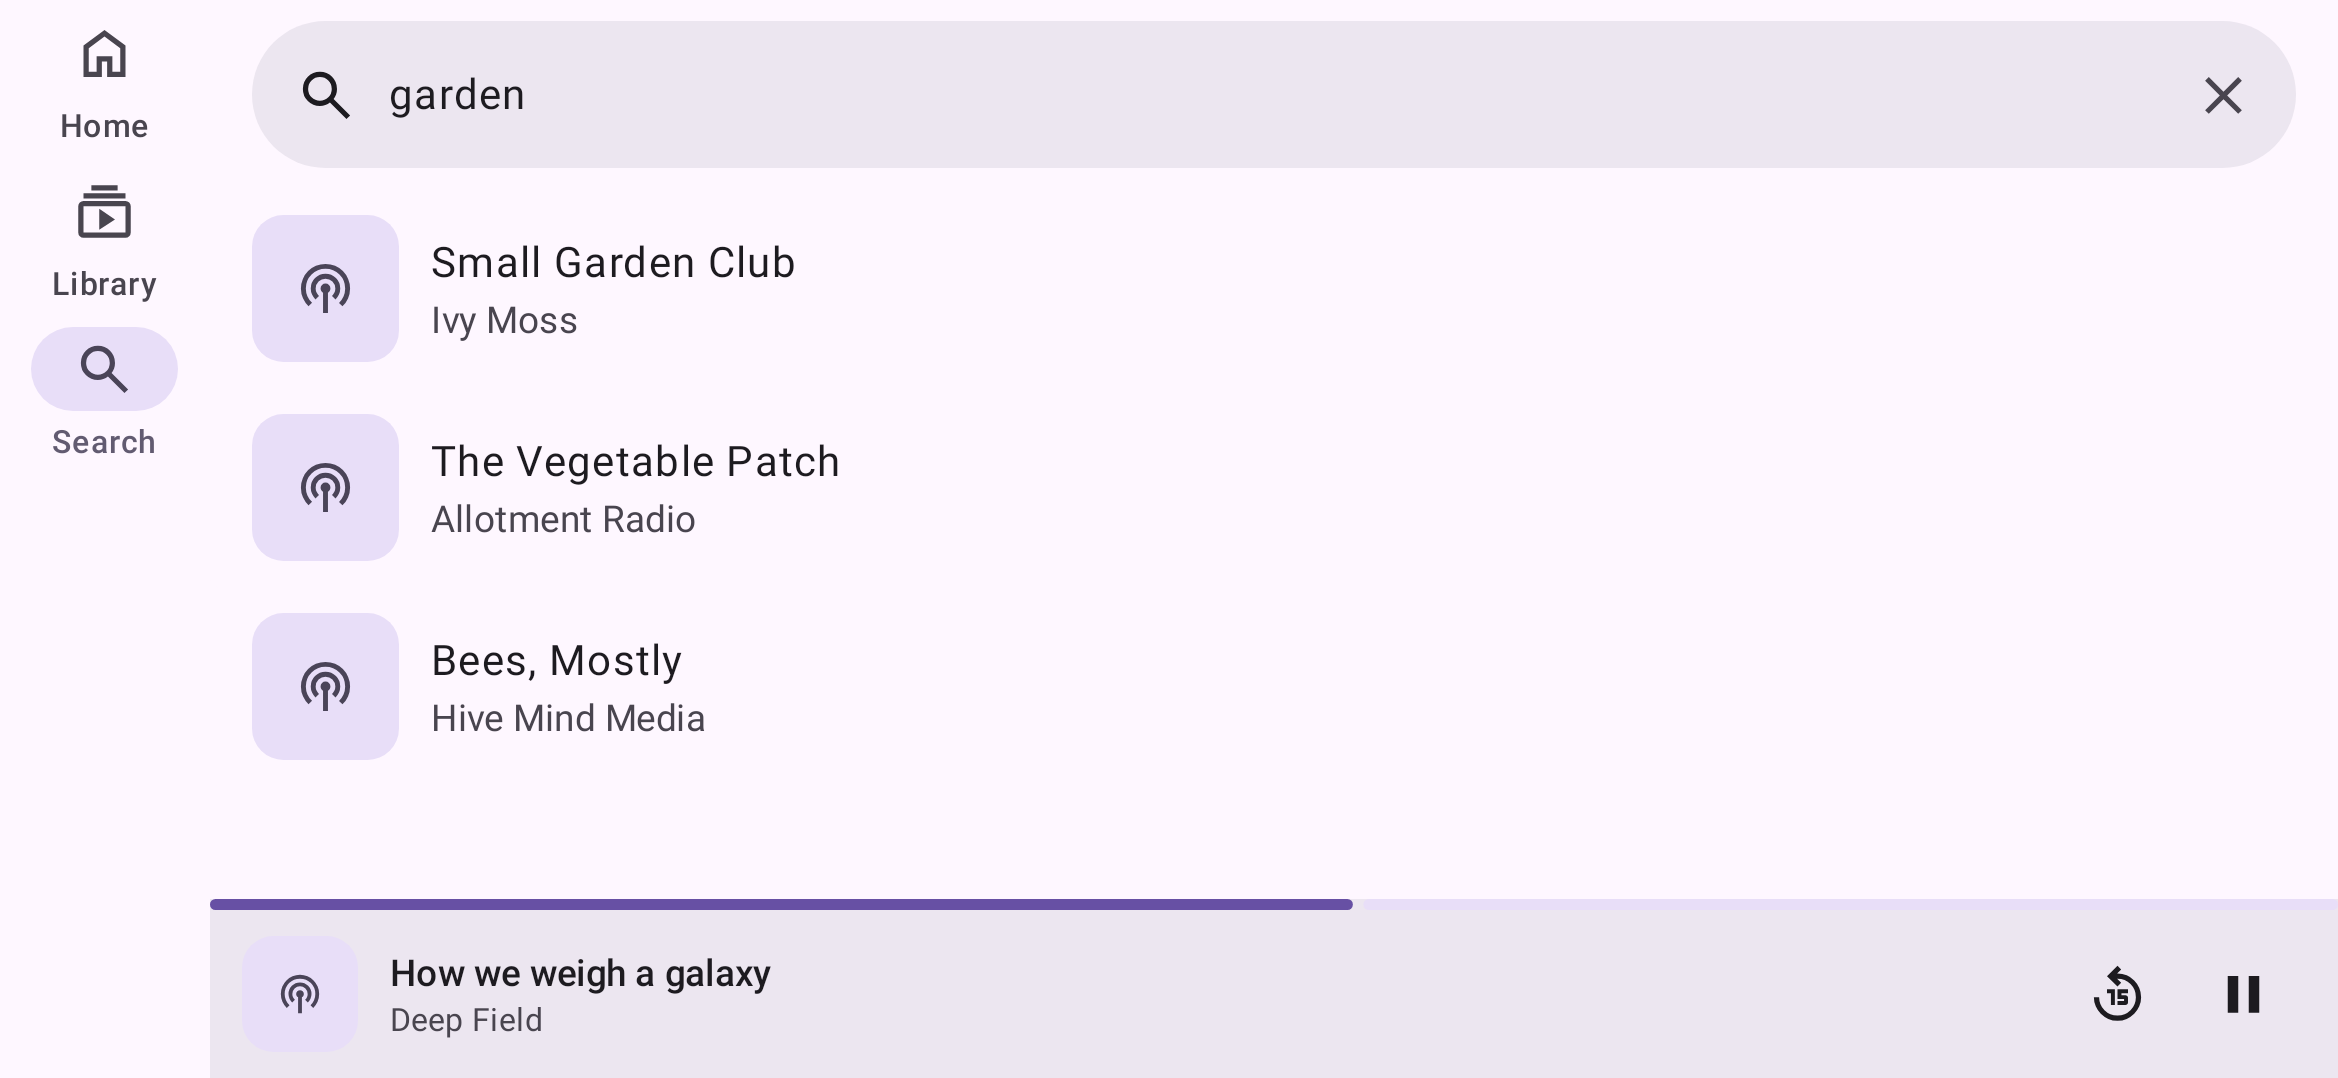 Home
Library
Search
garden
Small Garden Club
Ivy Moss
The Vegetable Patch
Allotment Radio
Bees, Mostly
Hive Mind Media
How we weigh a galaxy
Deep Field
15